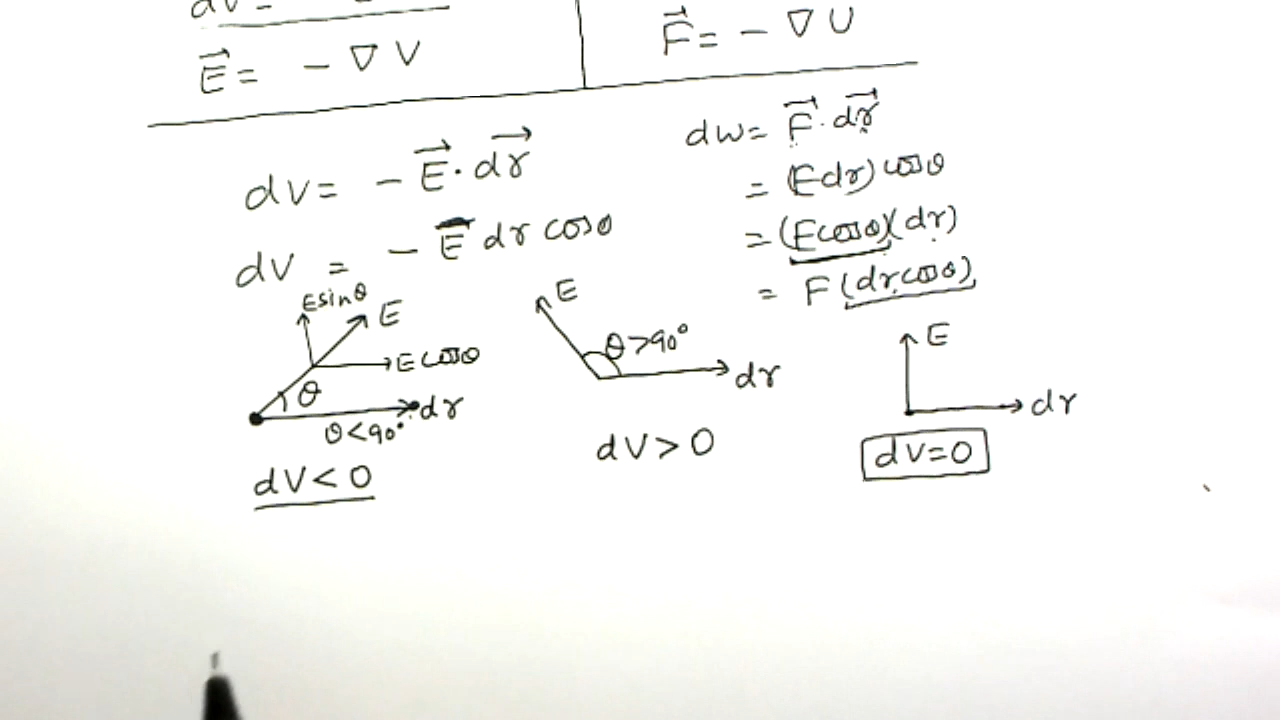 dV =
E⃗ = - ∇ V
F⃗ = - ∇ U
dV = - E⃗ . dr⃗
dV = - E dr cosθ
dW = F⃗ . dr⃗
= (F dr) cosθ
= (F cosθ)(dr)
= F (dr cosθ)
E sinθ
E
E cosθ
θ
dr
θ < 90°
dV < 0
E
θ > 90°
dr
dV > 0
E
dr
dV = 0